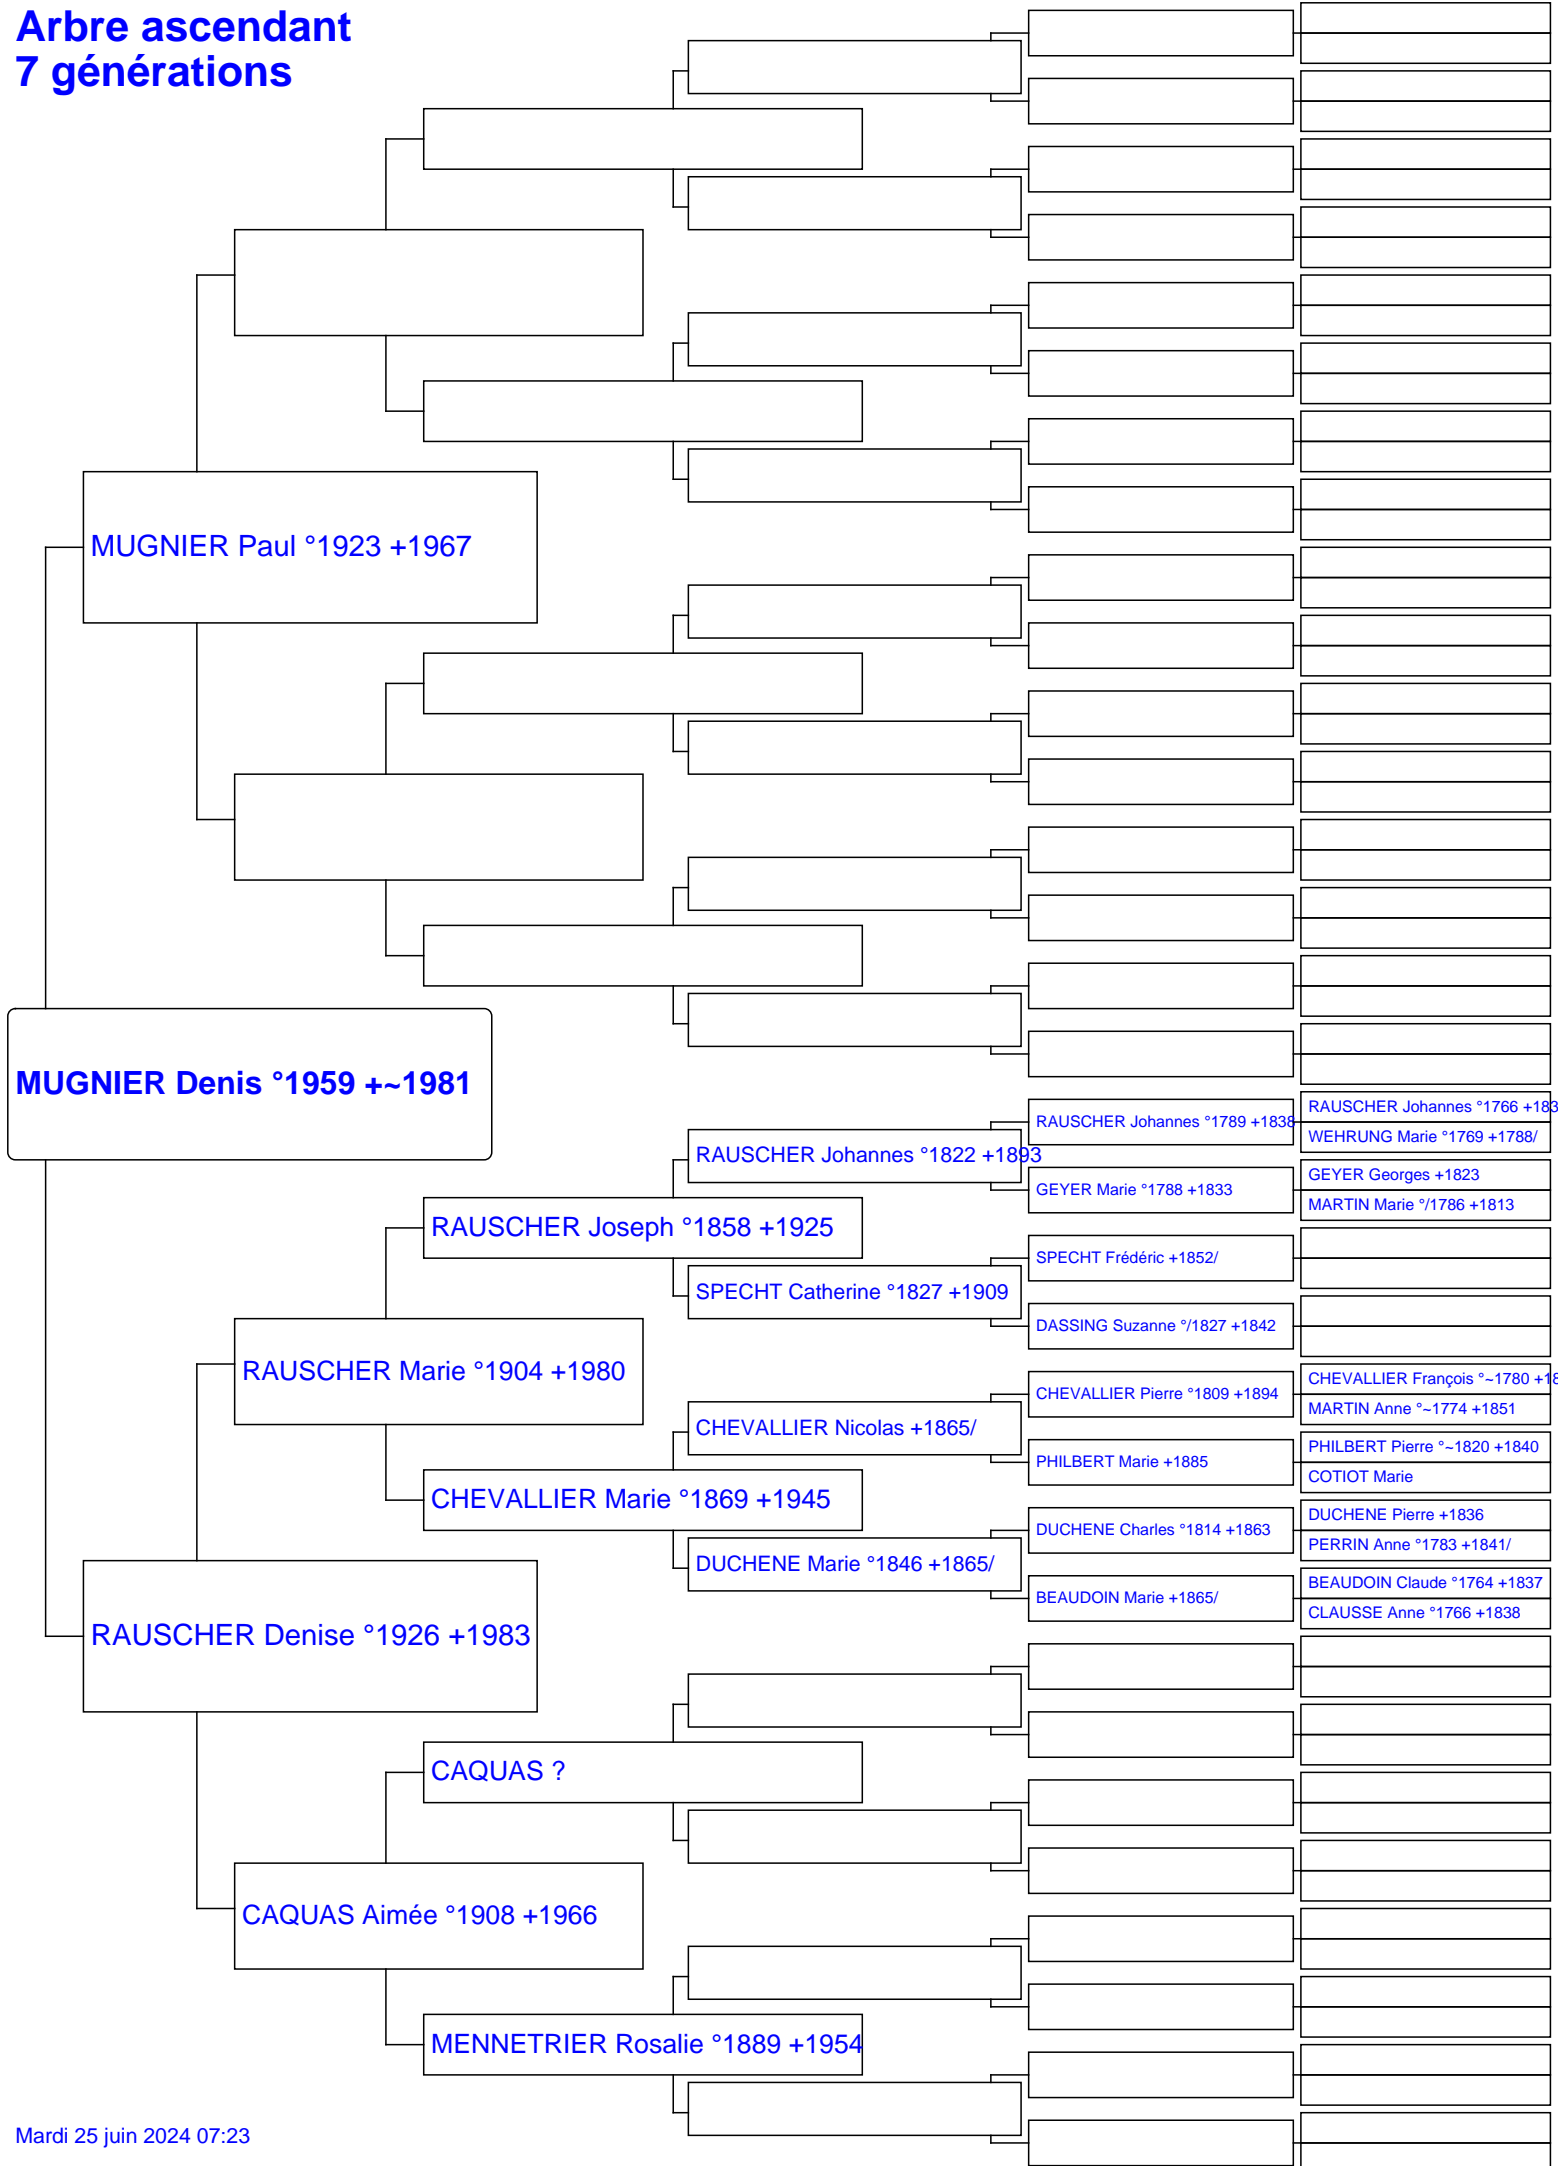 Arbre ascendant
7 générations
MUGNIER Paul °1923 +1967
MUGNIER Denis °1959 +~1981
RAUSCHER Johannes °1766 +183
RAUSCHER Johannes °1789 +1838
WEHRUNG Marie °1769 +1788/
RAUSCHER Johannes °1822 +1893
GEYER Georges +1823
GEYER Marie °1788 +1833
MARTIN Marie °/1786 +1813
RAUSCHER Joseph °1858 +1925
SPECHT Frédéric +1852/
SPECHT Catherine °1827 +1909
DASSING Suzanne °/1827 +1842
RAUSCHER Marie °1904 +1980
CHEVALLIER François °~1780 +18
CHEVALLIER Pierre °1809 +1894
MARTIN Anne °~1774 +1851
CHEVALLIER Nicolas +1865/
PHILBERT Pierre °~1820 +1840
PHILBERT Marie +1885
COTIOT Marie
CHEVALLIER Marie °1869 +1945
DUCHENE Pierre +1836
DUCHENE Charles °1814 +1863
PERRIN Anne °1783 +1841/
DUCHENE Marie °1846 +1865/
BEAUDOIN Claude °1764 +1837
BEAUDOIN Marie +1865/
CLAUSSE Anne °1766 +1838
RAUSCHER Denise °1926 +1983
CAQUAS ?
CAQUAS Aimée °1908 +1966
MENNETRIER Rosalie °1889 +1954
Mardi 25 juin 2024 07:23